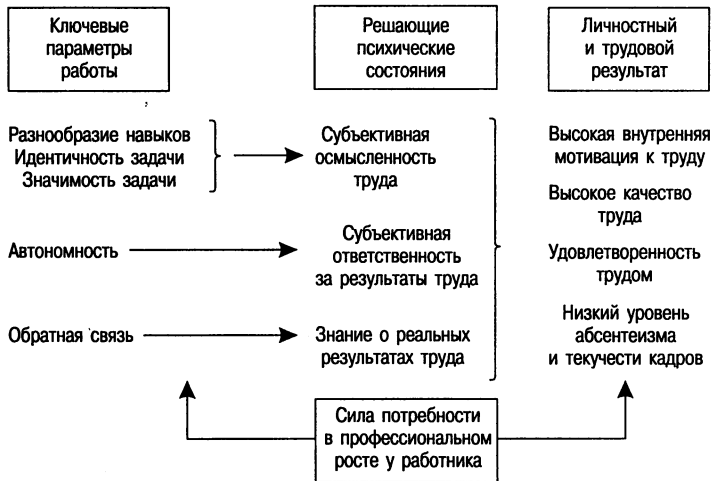 Ключевые
параметры
работы
Решающие
психические
состояния
Личностный
и трудовой
результат
Разнообразие навыков
Идентичность задачи
Значимость задачи
Субъективная
осмысленность
труда
Высокая внутренняя
мотивация к труду
Высокое качество
труда
Автономность
Субъективная
ответственность
за результаты труда
Удовлетворенность
трудом
Обратная связь
Знание о реальных
результатах труда
Низкий уровень
абсентеизма
и текучести кадров
Сила потребности
в профессиональном
росте у работника